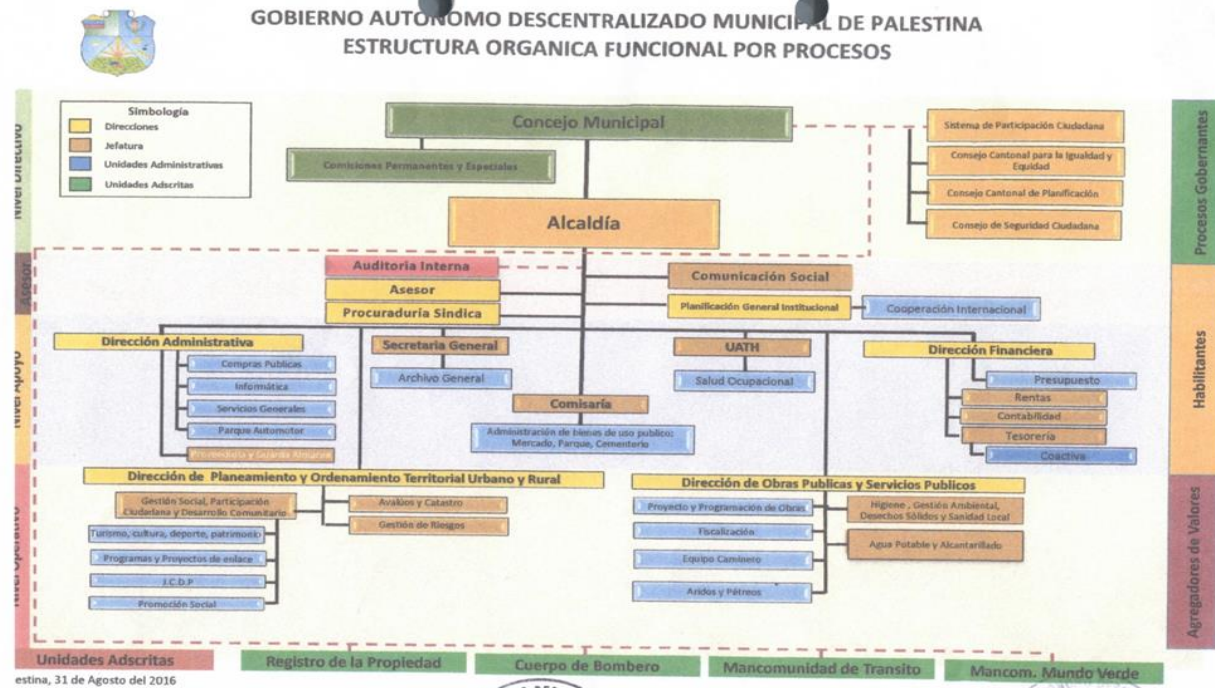 GOBIERNO AUTONOMO DESCENTRALIZADO MUNICIPAL DE PALESTINA
ESTRUCTURA ORGANICA FUNCIONAL POR PROCESOS
Simbología
Direcciones
Jefatura
Unidades Administrativas
Unidades Adscritas
Nivel Directivo
Concejo Municipal
Comisiones Permanentes y Especiales
Alcaldía
Sistema de Participación Ciudadana
Consejo Cantonal para la Igualdad y
Equidad
Consejo Cantonal de Planificación
Consejo de Seguridad Ciudadana
Procesos Gobernantes
Asesor
Auditoria Interna
Asesor
Procuraduría Sindica
Comunicación Social
Planificación General Institucional
Cooperación Internacional
Nivel Apoyo
Dirección Administrativa
Compras Publicas
Informática
Servicios Generales
Parque Automotor
Secretaria General
Archivo General
Comisaría
Administración de bienes de uso publico:
Mercado, Parque, Cementerio
UATH
Salud Ocupacional
Dirección Financiera
Presupuesto
Rentas
Contabilidad
Tesorería
Coactiva
Habilitantes
Nivel Operativo
Dirección de Planeamiento y Ordenamiento Territorial Urbano y Rural
Gestión Social, Participación
Ciudadana y Desarrollo Comunitario
Turismo, cultura, deporte, patrimonio
Programas y Proyectos de enlace
J.C.D.P
Promoción Social
Avalúos y Catastro
Gestión de Riesgos
Dirección de Obras Publicas y Servicios Publicos
Proyecto y Programación de Obras
Fiscalización
Equipo Caminero
Aridos y Pétreos
Higiene , Gestión Ambiental,
Desechos Sólidos y Sanidad Local
Agua Potable y Alcantarillado
Agregadores de Valores
Unidades Adscritas
Registro de la Propiedad
Cuerpo de Bombero
Mancomunidad de Transito
Mancom. Mundo Verde
estina, 31 de Agosto del 2016